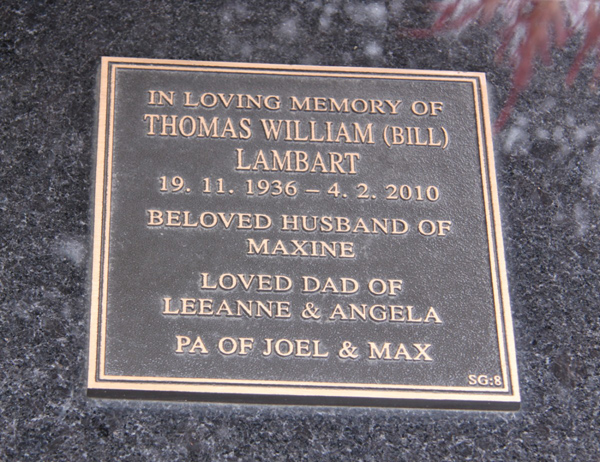 IN LOVING MEMORY OF
THOMAS WILLIAM (BILL)
LAMBART
19. 11. 1936 – 4. 2. 2010
BELOVED HUSBAND OF
MAXINE
LOVED DAD OF
LEEANNE & ANGELA
PA OF JOEL & MAX
SG:8